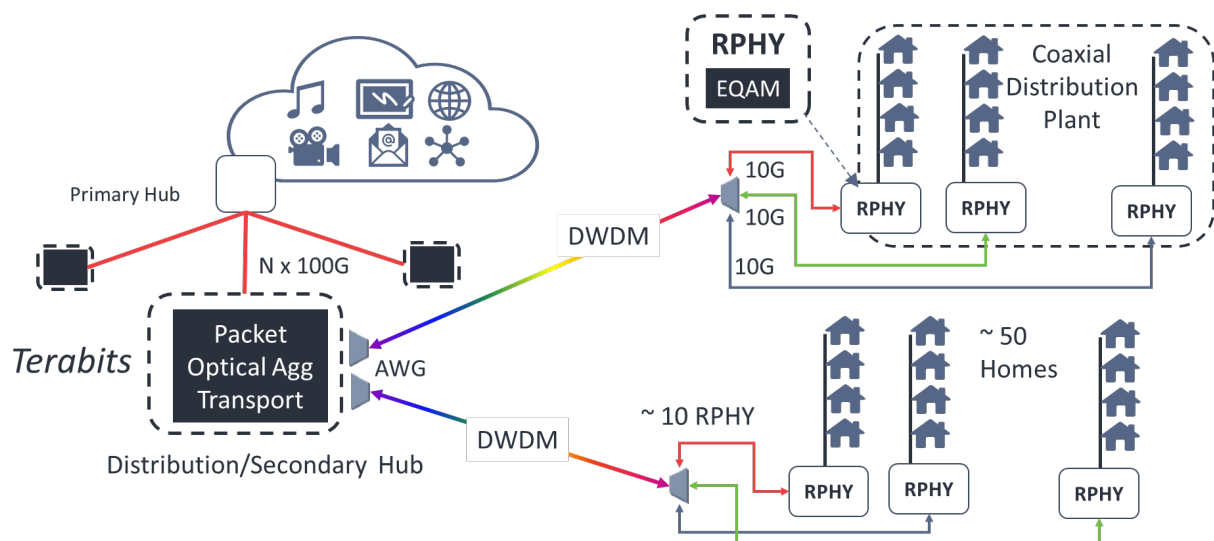 RPHY
EQAM
Coaxial
Distribution
Plant
@
Primary Hub
10G
10G
10G
RPHY
RPHY
RPHY
DWDM
N x 100G
Terabits
Packet
Optical Agg
Transport
AWG
~ 50
Homes
~ 10 RPHY
DWDM
Distribution/Secondary Hub
RPHY
RPHY
RPHY